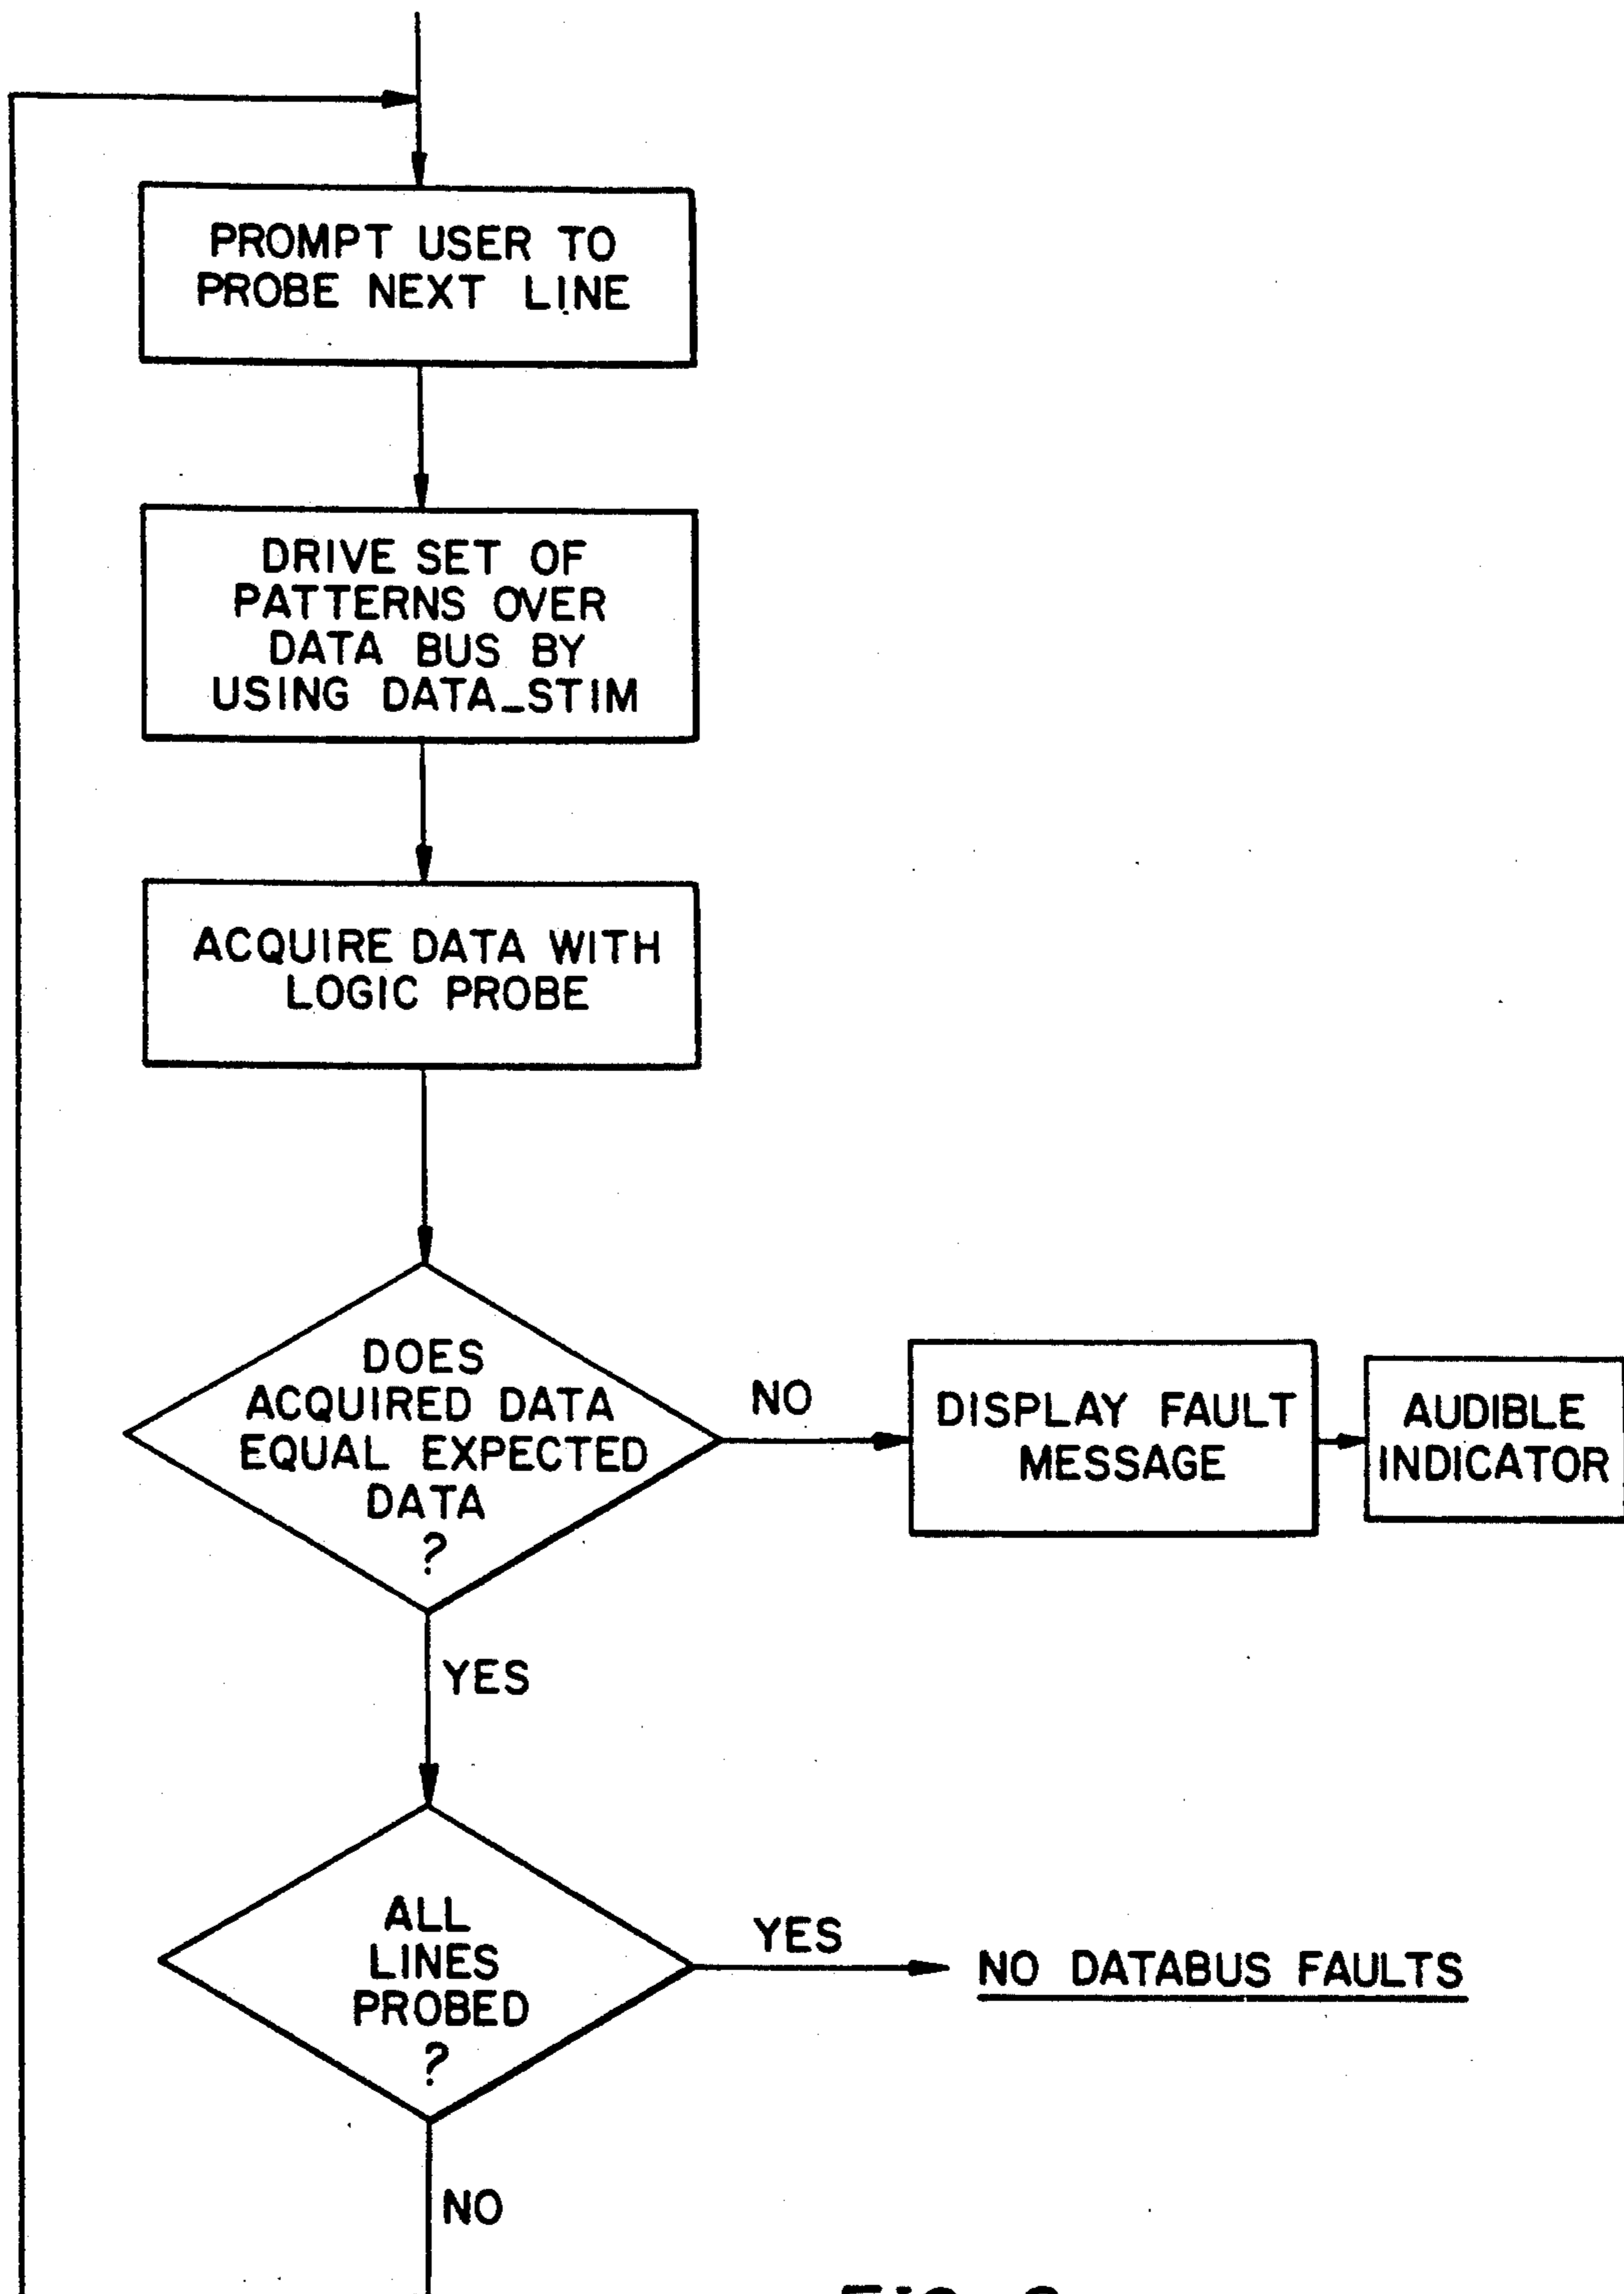 PROMPT USER TO
PROBE NEXT LINE
DRIVE SET OF
PATTERNS OVER
DATA BUS BY
USING DATA_STIM
ACQUIRE DATA WITH
LOGIC PROBE
DOES
ACQUIRED DATA
EQUAL EXPECTED
DATA
?
NO
DISPLAY FAULT
MESSAGE
AUDIBLE
INDICATOR
YES
ALL
LINES
PROBED
?
YES
NO DATABUS FAULTS
NO